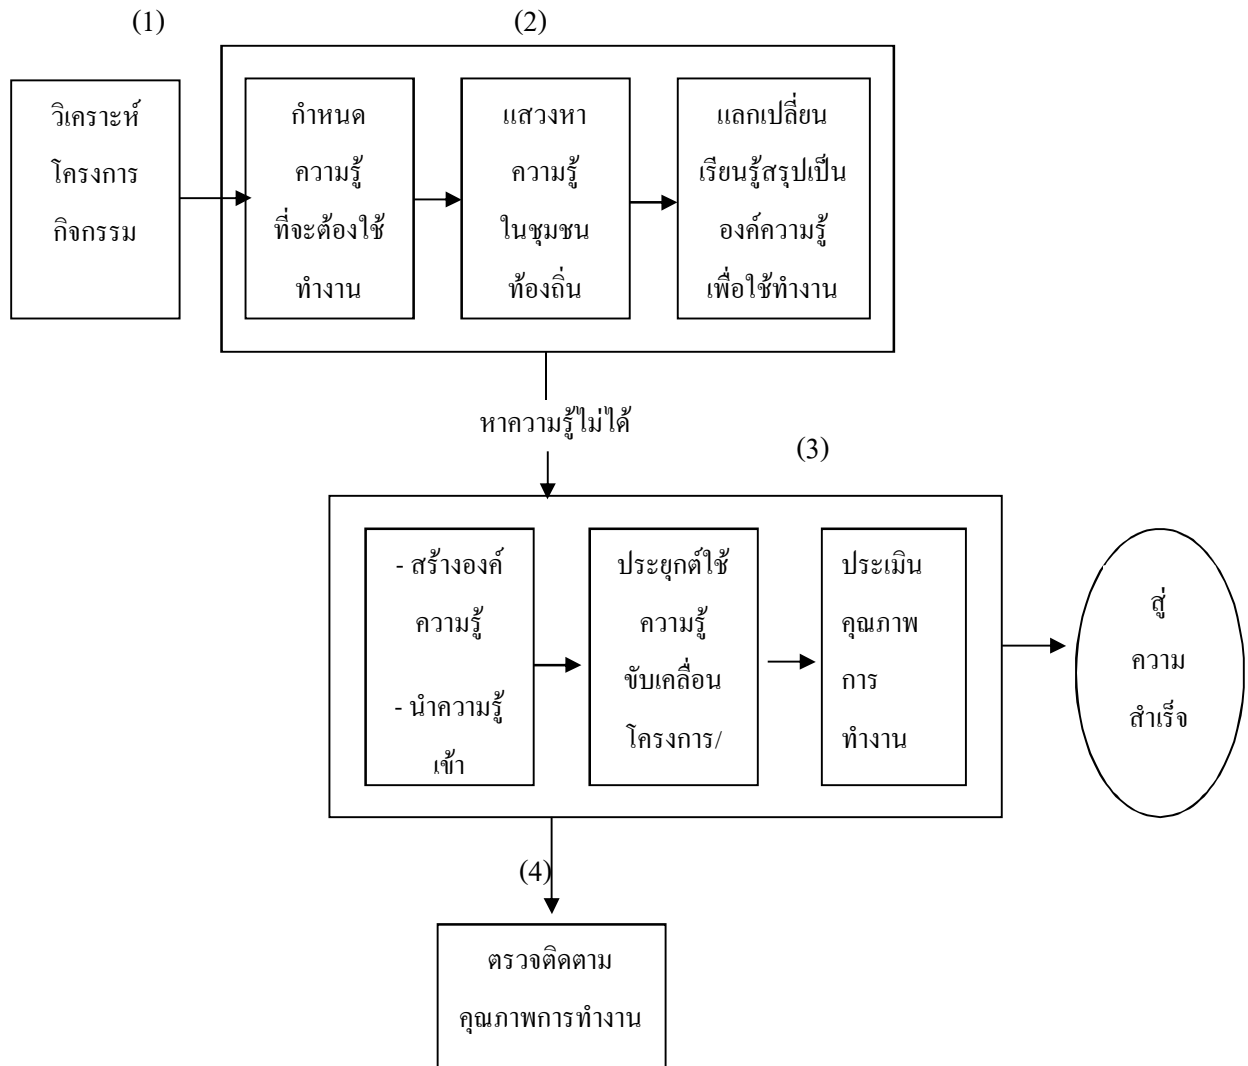 (1)
(2)
วิเคราะห์
โครงการ
กิจกรรม
กำหนด
ความรู้
ที่จะต้องใช้
ทำงาน
แสวงหา
ความรู้
ในชุมชน
ท้องถิ่น
แลกเปลี่ยน
เรียนรู้สรุปเป็น
องค์ความรู้
เพื่อใช้ทำงาน
หาความรู้ไม่ได้
(3)
- สร้างองค์
ความรู้
- นำความรู้
เข้า
ประยุกต์ใช้
ความรู้
ขับเคลื่อน
โครงการ/
ประเมิน
คุณภาพ
การ
ทำงาน
สู่
ความ
สำเร็จ
(4)
ตรวจติดตาม
คุณภาพการทำงาน